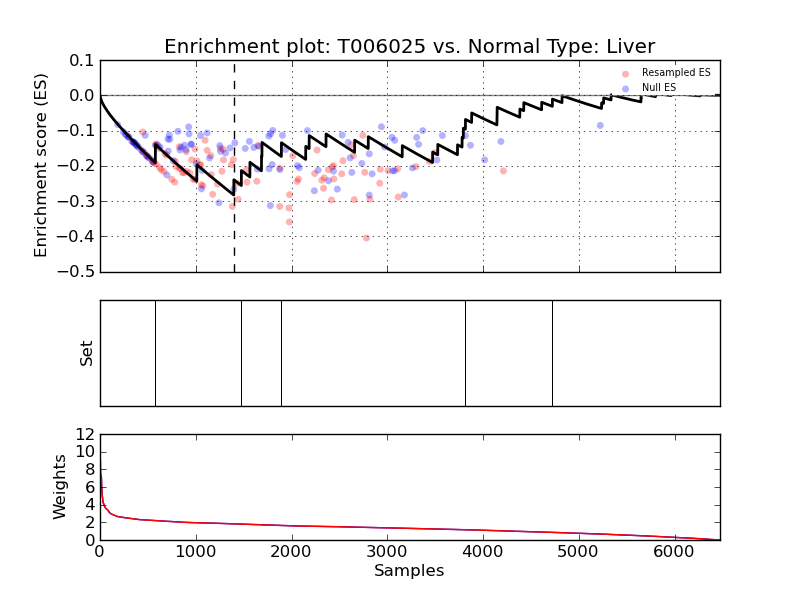 Enrichment plot: T006025 vs. Normal Type: Liver
Enrichment score (ES)
0.1
0.0
−0.1
−0.2
−0.3
−0.4
−0.5
Resampled ES
Null ES
Set
Weights
12
10
8
6
4
2
0
0 1000 2000 3000 4000 5000 6000
Samples